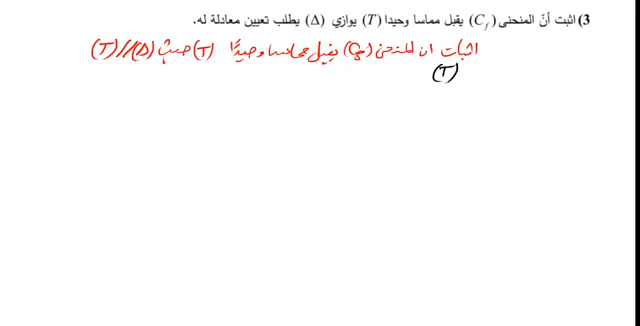 3) اثبت أنّ المنحنى (C_f) يقبل مماسا وحيدا (T) يوازي (Δ) يطلب تعيين معادلة له.
اثبات ان المنحنى (Cf) يقبل مماسا وحيدًا (T) حيث (T)//(Δ)
(T)